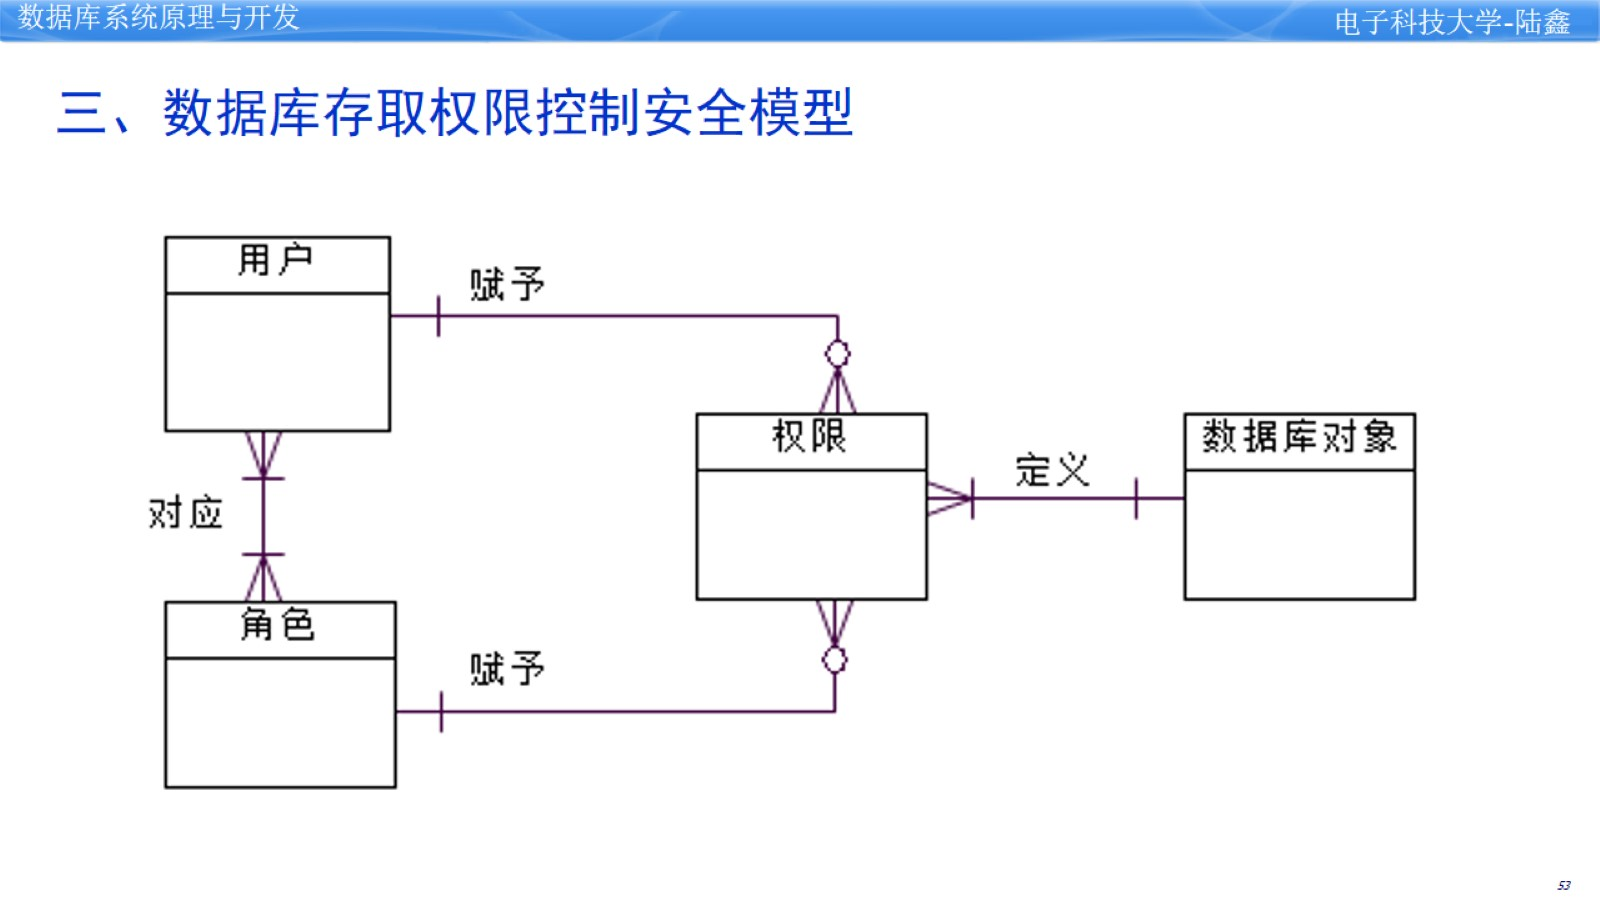 数据库系统原理与开发
电子科技大学-陆鑫
三、数据库存取权限控制安全模型
用户
赋予
权限
数据库对象
定义
对应
角色
赋予
53